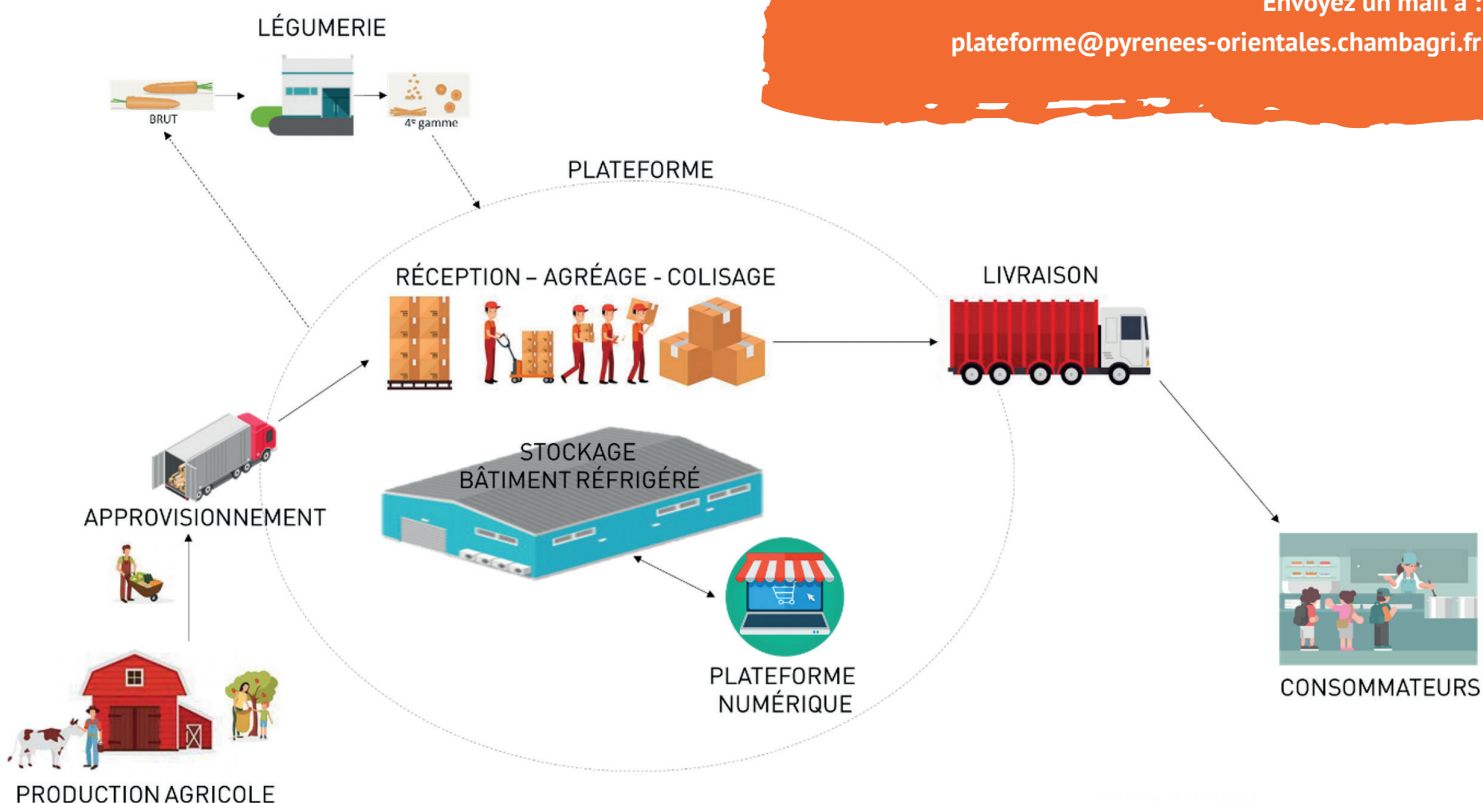 Envoyez un mail à :
plateforme@pyrenees-orientales.chambagri.fr
LÉGUMERIE
BRUT
4e gamme
PLATEFORME
RÉCEPTION – AGRÉAGE - COLISAGE
LIVRAISON
STOCKAGE
BÂTIMENT RÉFRIGÉRÉ
APPROVISIONNEMENT
PLATEFORME
NUMÉRIQUE
CONSOMMATEURS
PRODUCTION AGRICOLE